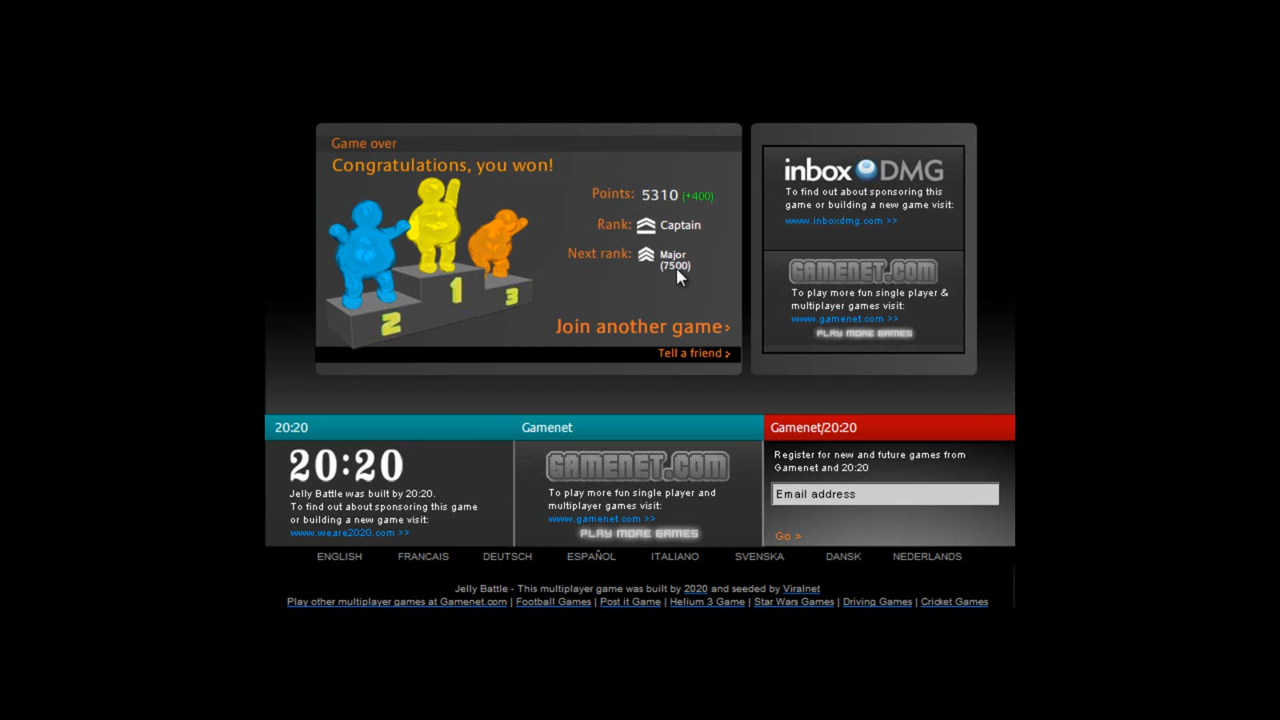 Game over
Congratulations, you won!
Points: 5310 (+400)
Rank: Captain
Next rank: Major
(7500)
1
2
3
Join another game ›
Tell a friend ›
inbox DMG
To find out about sponsoring this
game or building a new game visit:
www.inboxdmg.com >>
GAMENET.COM
To play more fun single player &
multiplayer games visit:
www.gamenet.com >>
PLAY MORE GAMES
20:20
20:20
Jelly Battle was built by 20:20.
To find out about sponsoring this game
or building a new game visit:
www.weare2020.com >>
Gamenet
GAMENET.COM
To play more fun single player and
multiplayer games visit:
www.gamenet.com >>
PLAY MORE GAMES
Gamenet/20:20
Register for new and future games from
Gamenet and 20:20
Email address
Go >
ENGLISH FRANCAIS DEUTSCH ESPAÑOL ITALIANO SVENSKA DANSK NEDERLANDS
Jelly Battle - This multiplayer game was built by 2020 and seeded by Viralnet
Play other multiplayer games at Gamenet.com | Football Games | Post it Game | Helium 3 Game | Star Wars Games | Driving Games | Cricket Games